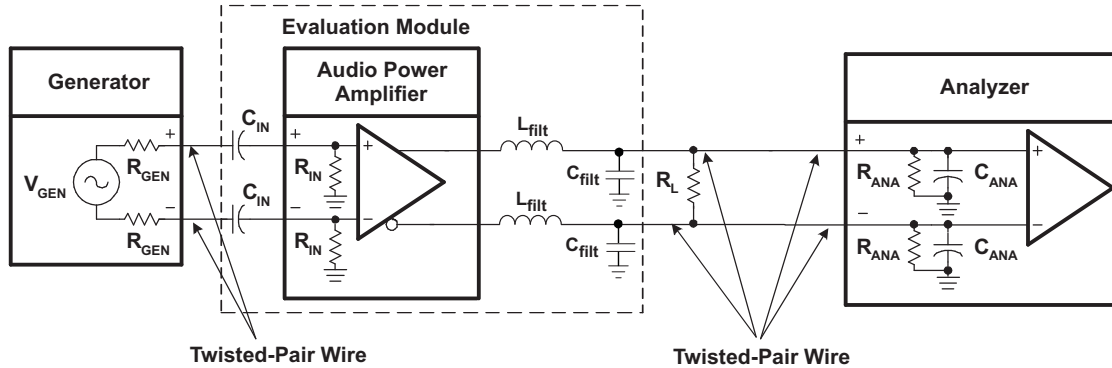 Evaluation Module
Generator
Audio Power
Amplifier
Analyzer
C_IN
L_filt
+
R_GEN
V_GEN
−
R_GEN
C_IN
+
R_IN
−
R_IN
+
−
C_filt
L_filt
C_filt
R_L
+
R_ANA
C_ANA
−
R_ANA
C_ANA
+
−
Twisted-Pair Wire
Twisted-Pair Wire